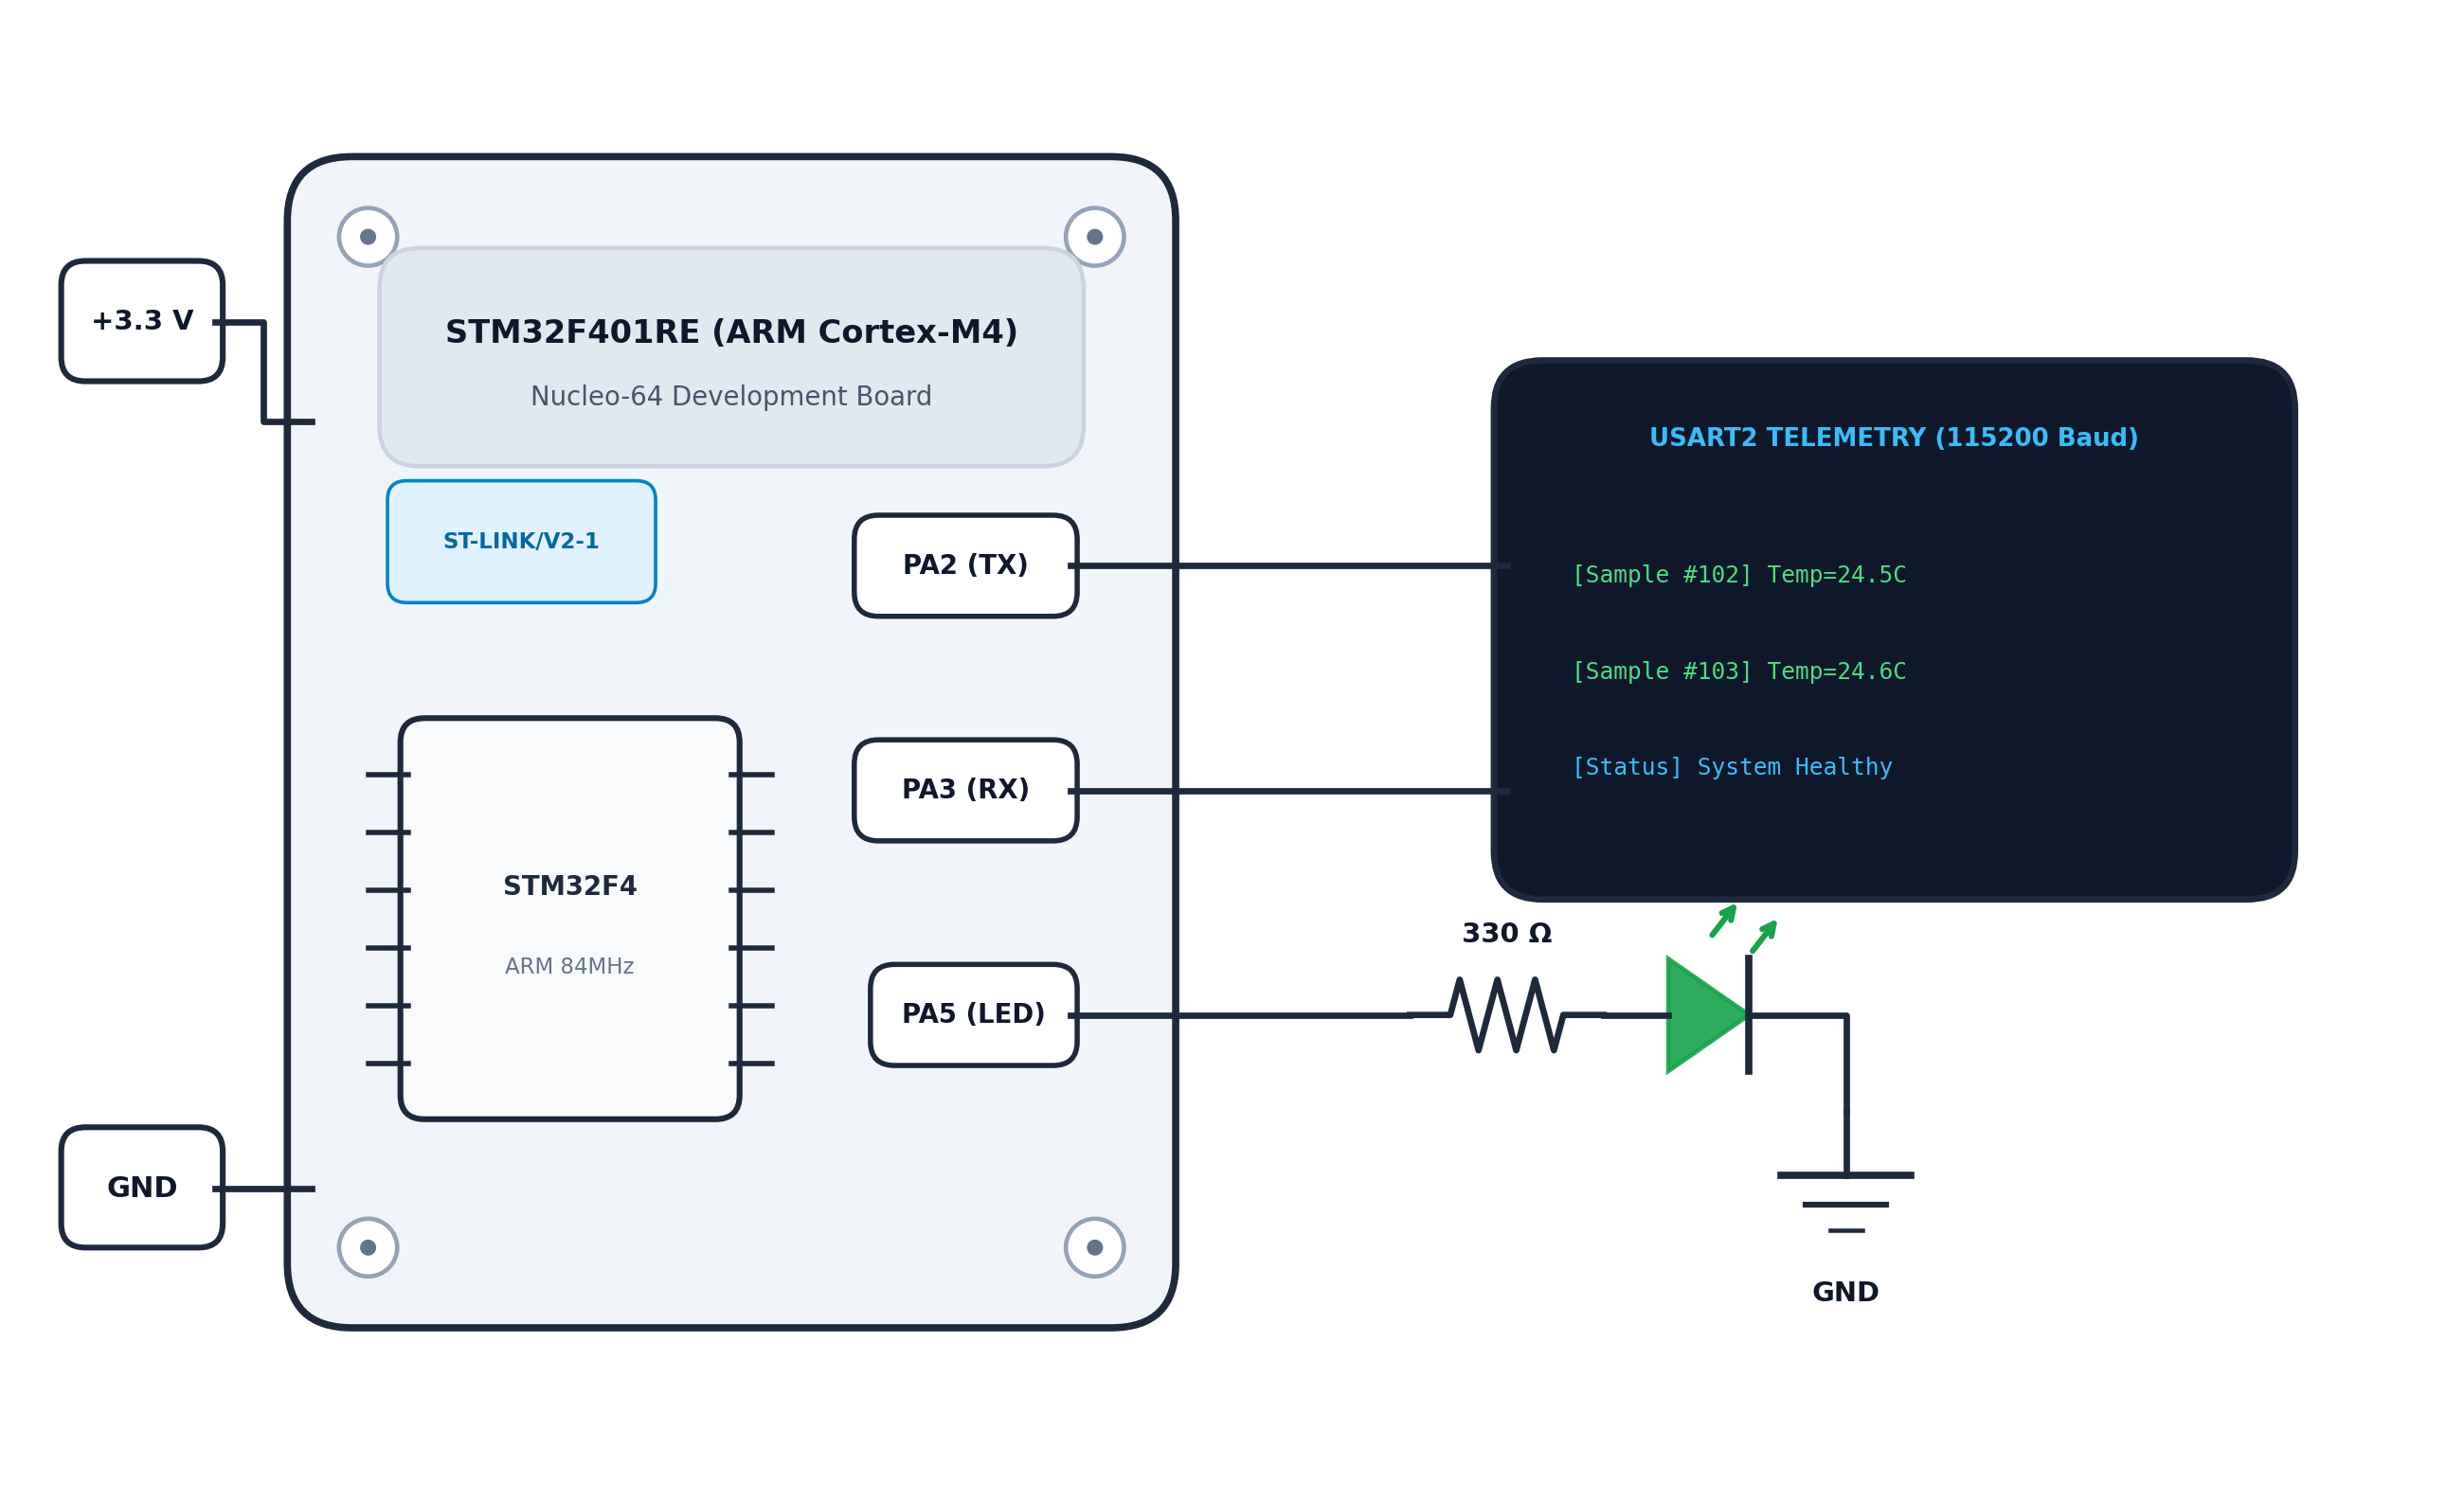 +3.3 V
STM32F401RE (ARM Cortex-M4)
Nucleo-64 Development Board
ST-LINK/V2-1
PA2 (TX)
PA3 (RX)
STM32F4
ARM 84MHz
PA5 (LED)
GND
USART2 TELEMETRY (115200 Baud)
[Sample #102] Temp=24.5C
[Sample #103] Temp=24.6C
[Status] System Healthy
330 Ω
GND